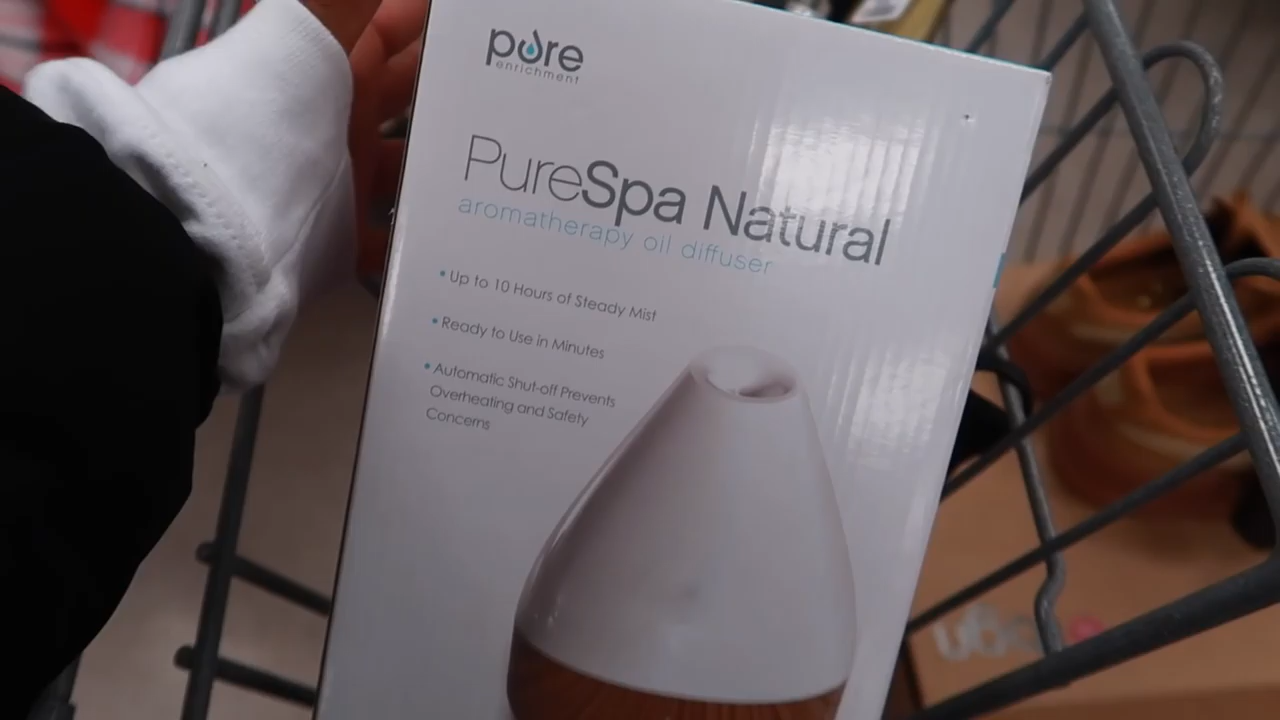 pure
enrichment
PureSpa Natural
aromatherapy oil diffuser
• Up to 10 Hours of Steady Mist
• Ready to Use in Minutes
• Automatic Shut-off Prevents
Overheating and Safety
Concerns